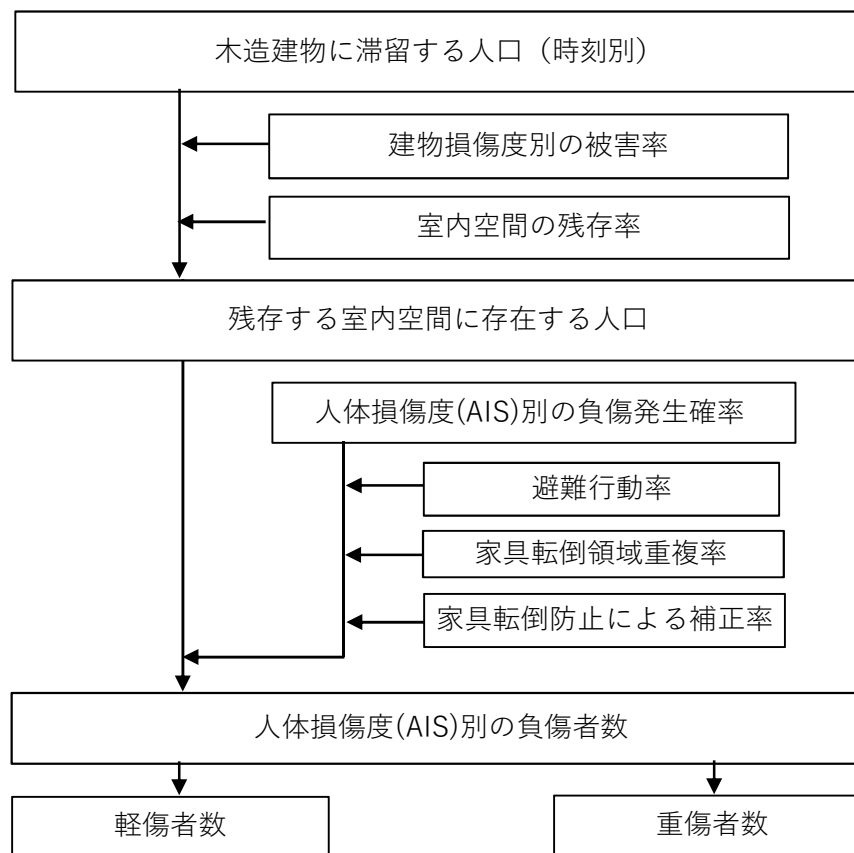 木造建物に滞留する人口（時刻別）
建物損傷度別の被害率
室内空間の残存率
残存する室内空間に存在する人口
人体損傷度(AIS)別の負傷発生確率
避難行動率
家具転倒領域重複率
家具転倒防止による補正率
人体損傷度(AIS)別の負傷者数
軽傷者数
重傷者数